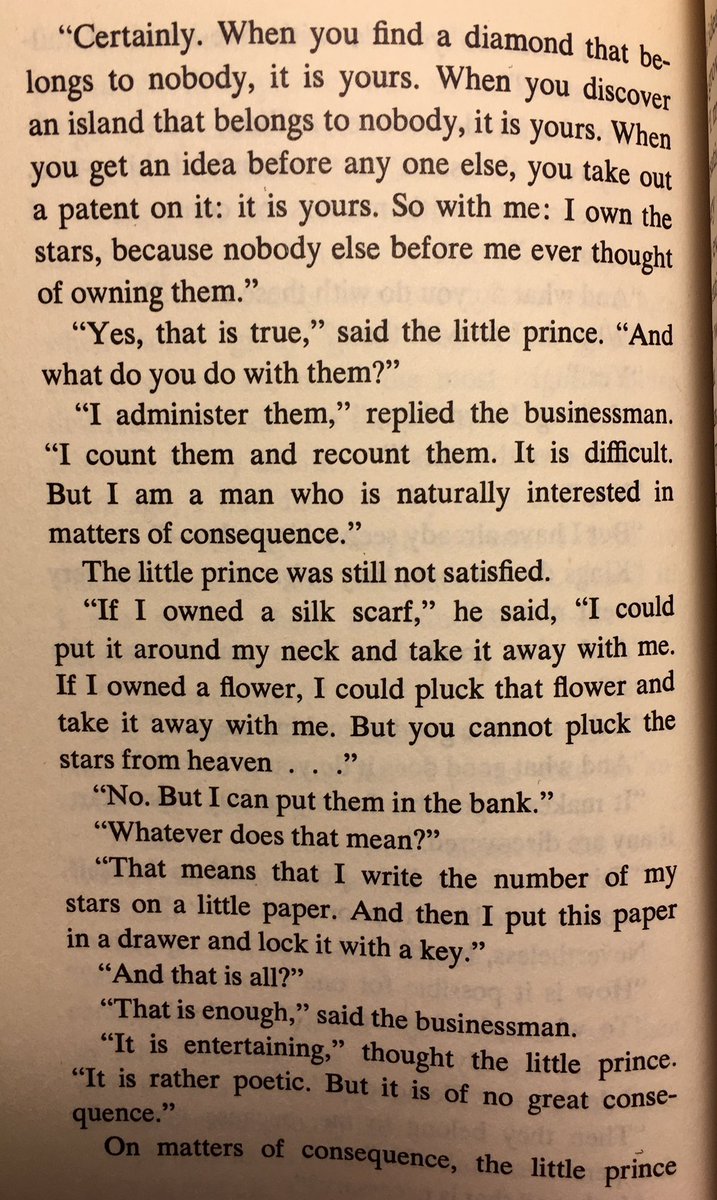 “Certainly. When you find a diamond that be-
longs to nobody, it is yours. When you discover
an island that belongs to nobody, it is yours. When
you get an idea before any one else, you take out
a patent on it: it is yours. So with me: I own the
stars, because nobody else before me ever thought
of owning them.”
“Yes, that is true,” said the little prince. “And
what do you do with them?”
“I administer them,” replied the businessman.
“I count them and recount them. It is difficult.
But I am a man who is naturally interested in
matters of consequence.”
The little prince was still not satisfied.
“If I owned a silk scarf,” he said, “I could
put it around my neck and take it away with me.
If I owned a flower, I could pluck that flower and
take it away with me. But you cannot pluck the
stars from heaven . . .”
“No. But I can put them in the bank.”
“Whatever does that mean?”
“That means that I write the number of my
stars on a little paper. And then I put this paper
in a drawer and lock it with a key.”
“And that is all?”
“That is enough,” said the businessman.
“It is entertaining,” thought the little prince.
“It is rather poetic. But it is of no great conse-
quence.”
On matters of consequence, the little prince